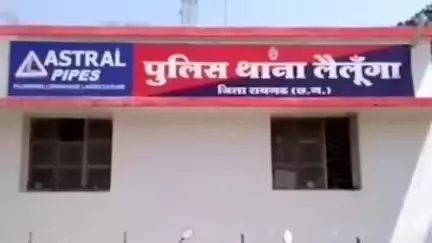 ASTRAL
PIPES
पुलिस थाना लैलूँगा
जिला रायगढ़ (छ.ग.)